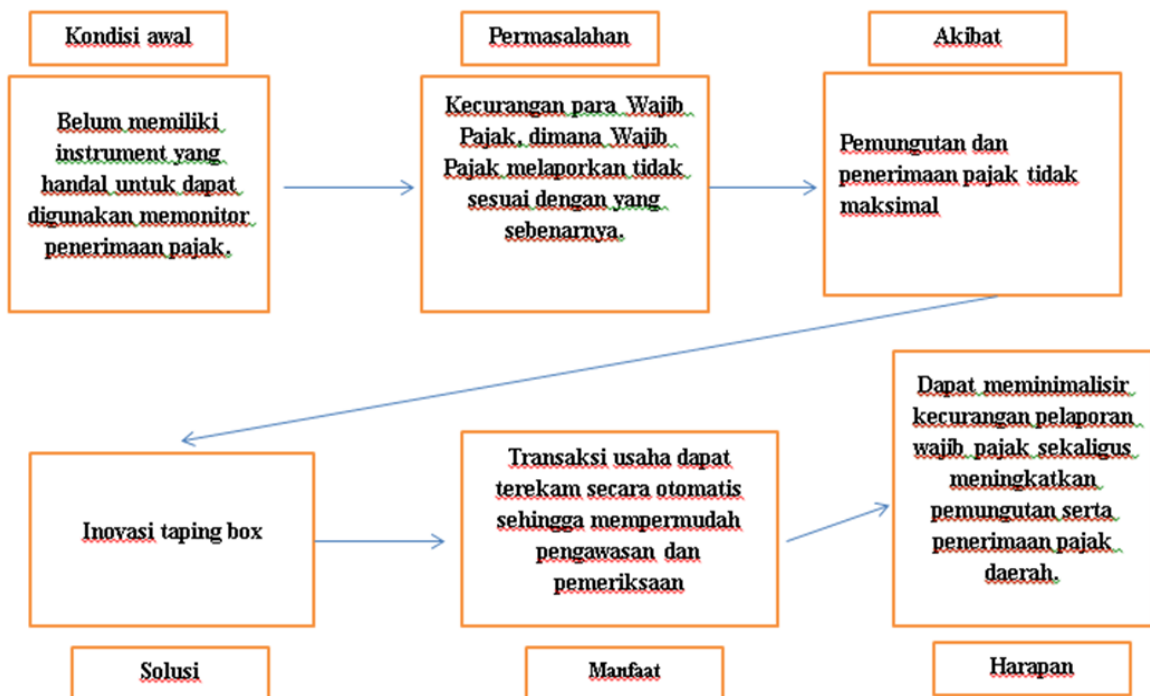 Kondisi awal
Permasalahan
Akibat
Belum memiliki
instrument yang
handal untuk dapat
digunakan memonitor
penerimaan pajak.
Kecurangan para Wajib
Pajak, dimana Wajib
Pajak melaporkan tidak
sesuai dengan yang
sebenarnya.
Pemungutan dan
penerimaan pajak tidak
maksimal
Inovasi taping box
Transaksi usaha dapat
terekam secara otomatis
sehingga mempermudah
pengawasan dan
pemeriksaan
Dapat meminimalisir
kecurangan pelaporan
wajib pajak sekaligus
meningkatkan
pemungutan serta
penerimaan pajak
daerah.
Solusi
Manfaat
Harapan